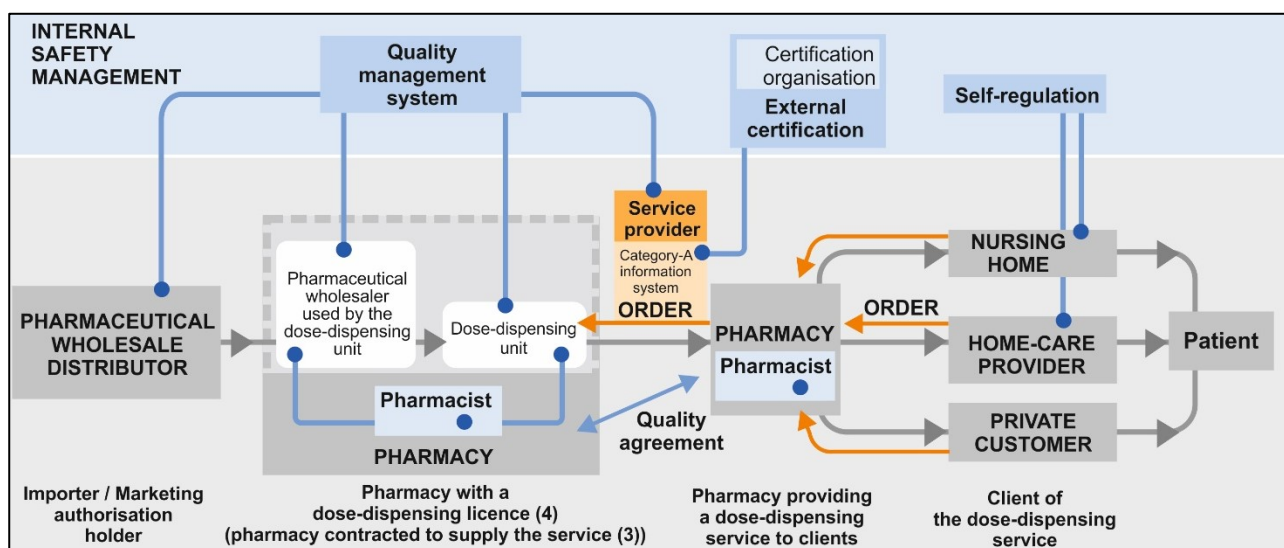 INTERNAL
SAFETY
MANAGEMENT
Quality
management
system
Certification
organisation
External
certification
Self-regulation
Service
provider
Category-A
information
system
ORDER
PHARMACEUTICAL
WHOLESALE
DISTRIBUTOR
Pharmaceutical
wholesaler
used by the
dose-dispensing
unit
Dose-dispensing
unit
Pharmacist
PHARMACY
Quality
agreement
PHARMACY
Pharmacist
ORDER
NURSING
HOME
HOME-CARE
PROVIDER
PRIVATE
CUSTOMER
Patient
Importer / Marketing
authorisation
holder
Pharmacy with a
dose-dispensing licence (4)
(pharmacy contracted to supply the service (3))
Pharmacy providing
a dose-dispensing
service to clients
Client of
the dose-dispensing
service